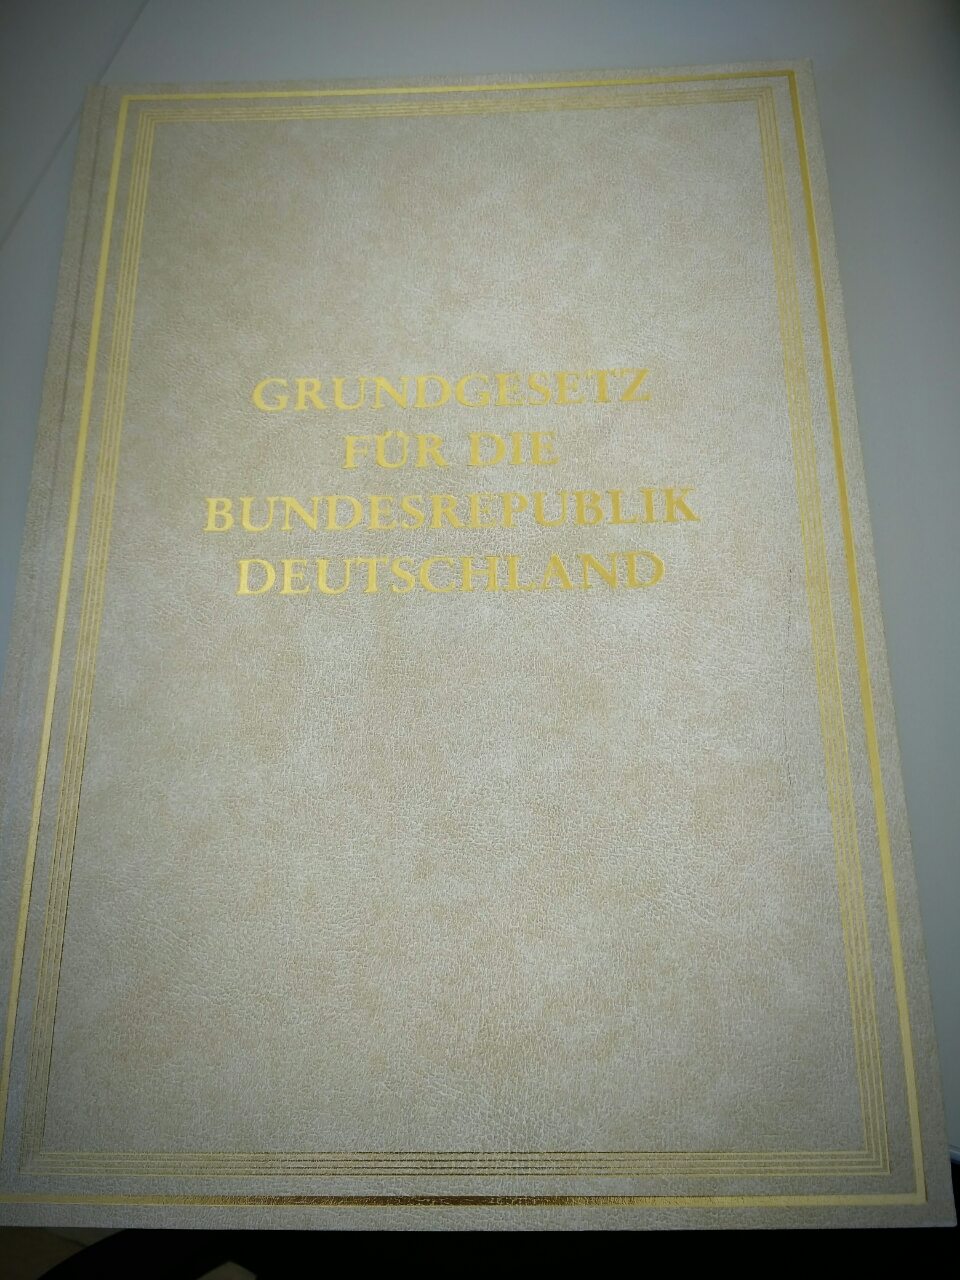 GRUNDGESETZ
FÜR DIE
BUNDESREPUBLIK
DEUTSCHLAND